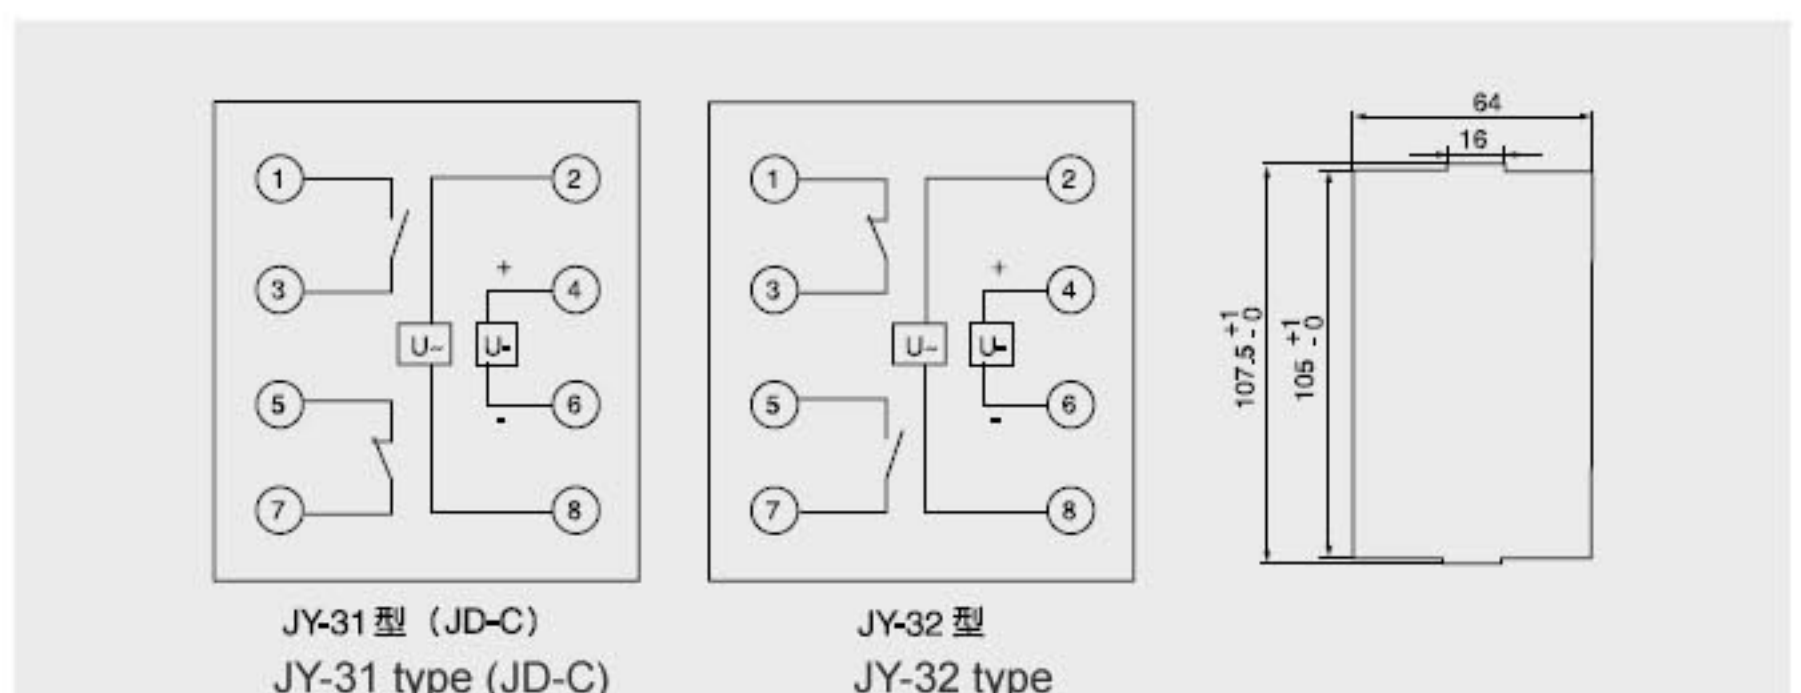 1
2
3
+
4
U~
U-
5
-
6
7
8
JY-31型（JD-C）
JY-31 type (JD-C)
1
2
3
+
4
U~
U-
5
-
6
7
8
JY-32 型
JY-32 type
64
16
107.5 +1 -0
105 +1 -0